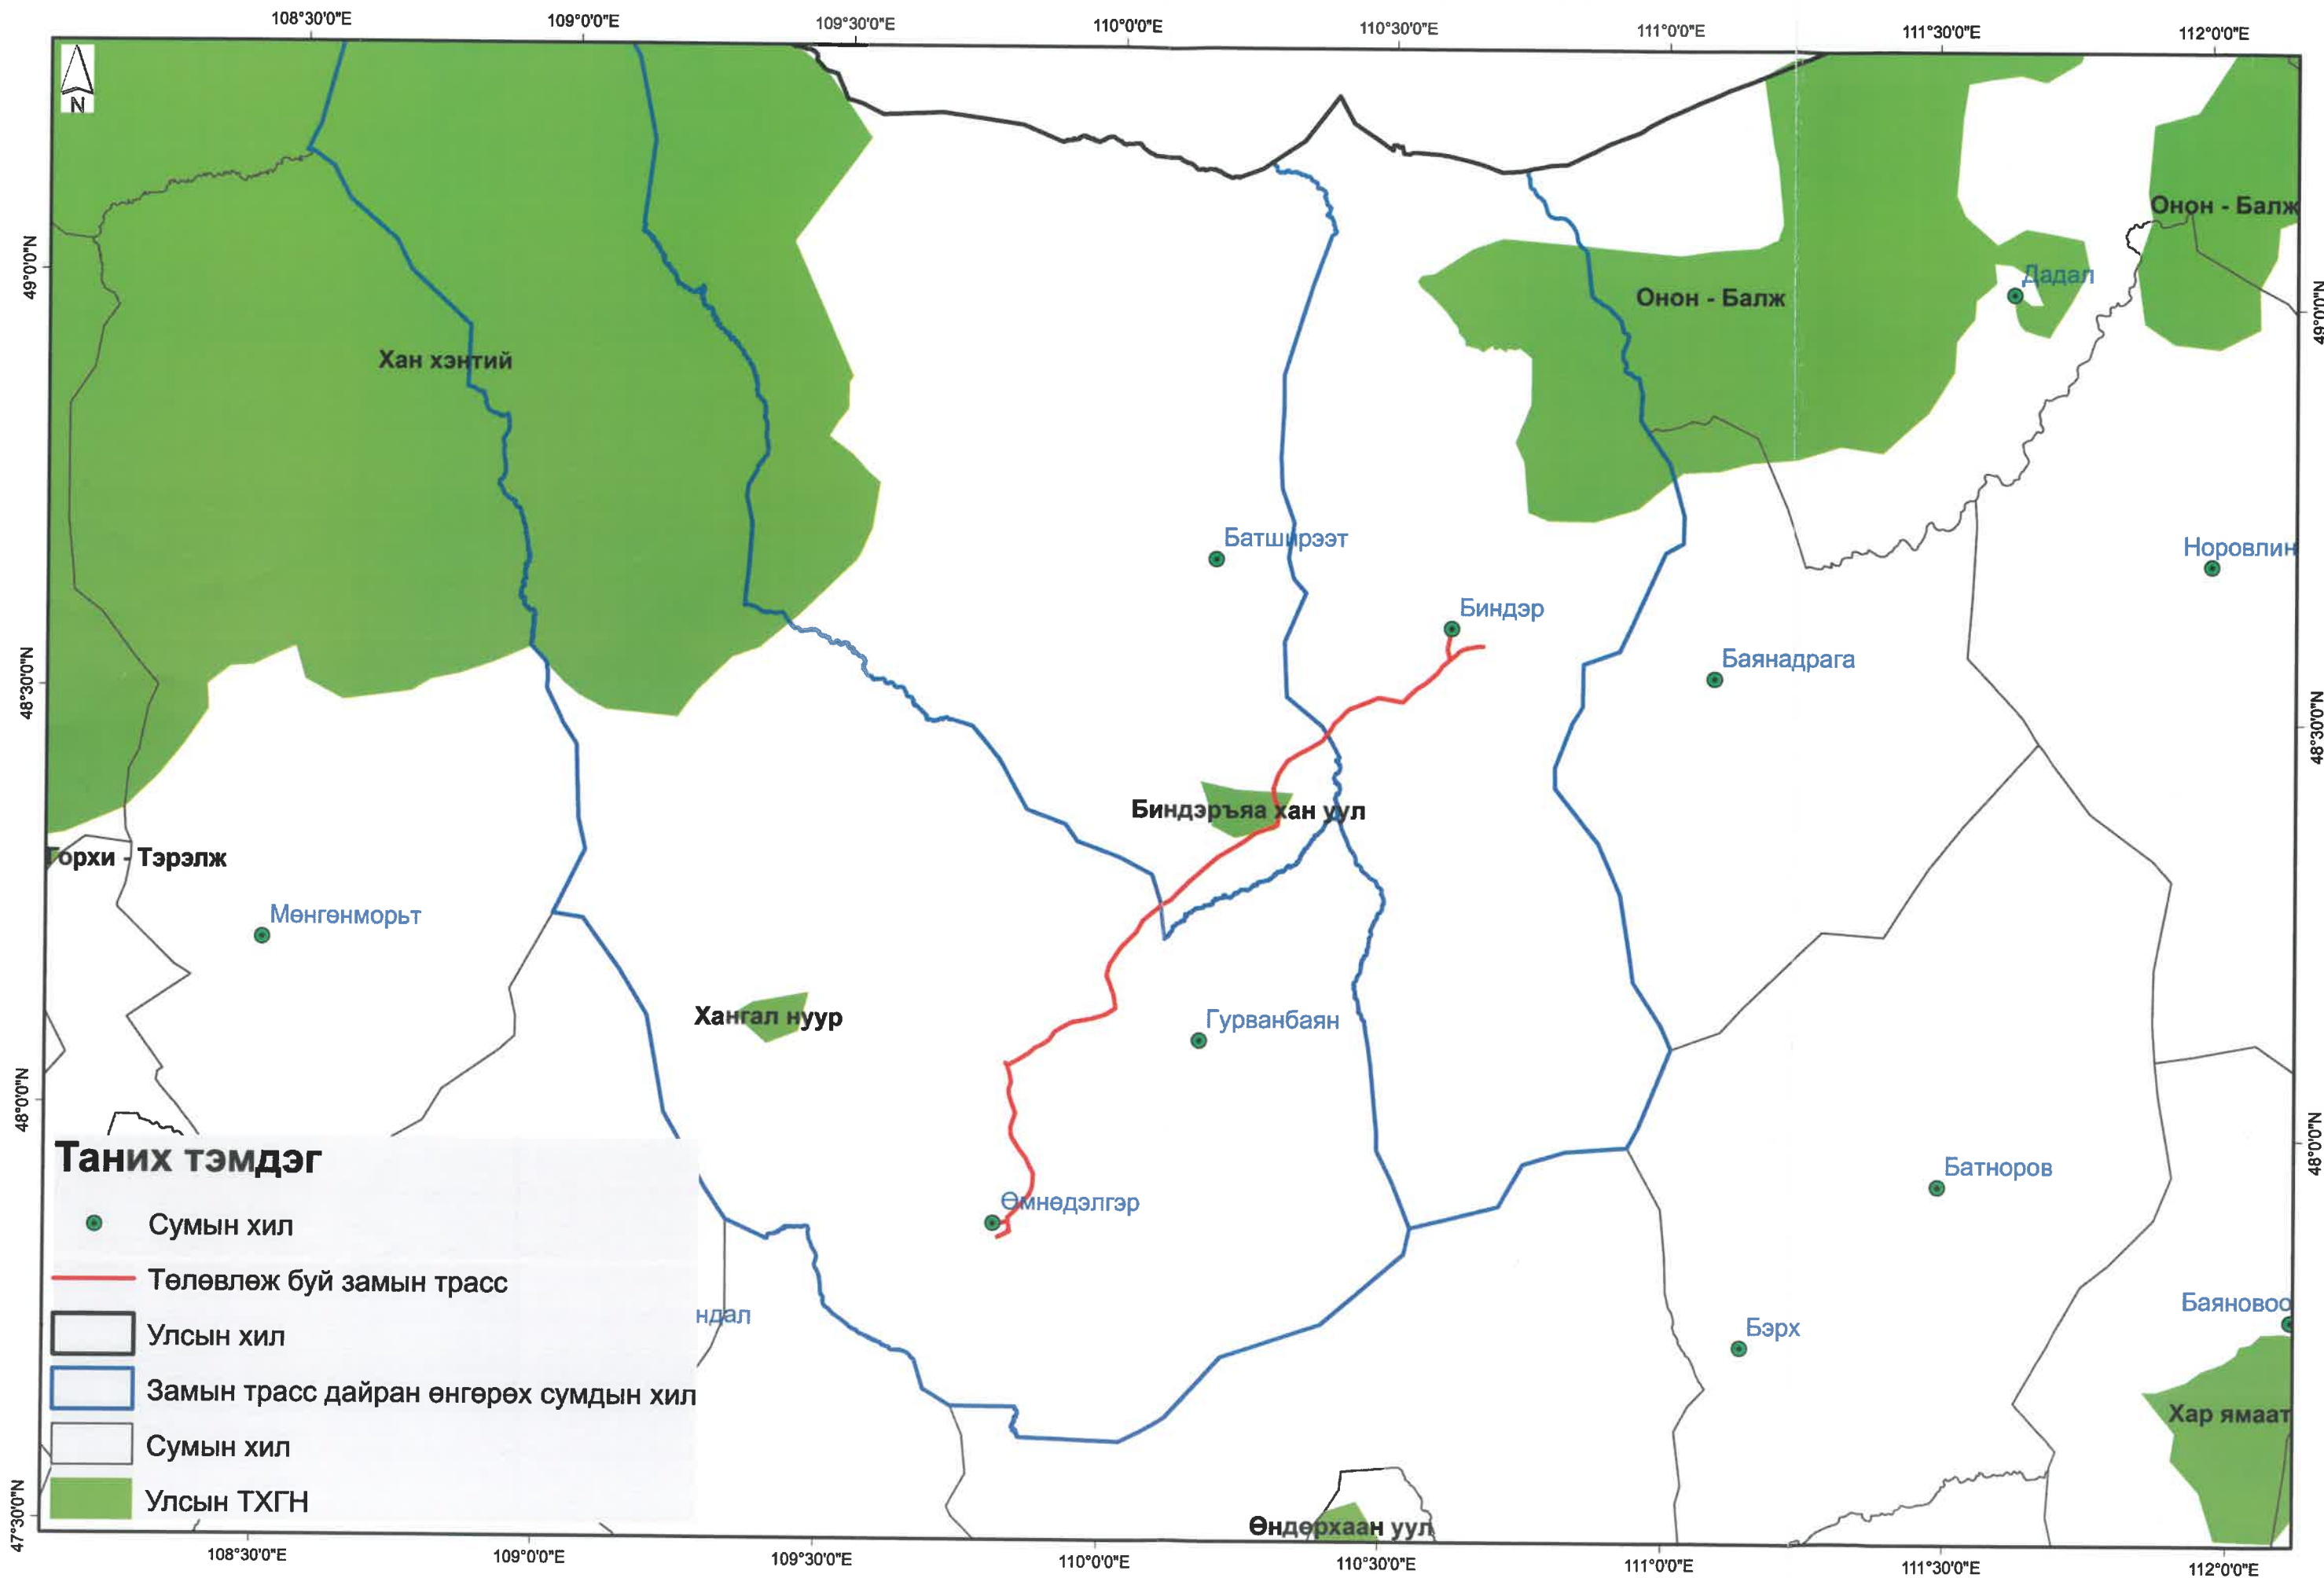 108°30'0"E 109°0'0"E 109°30'0"E 110°0'0"E 110°30'0"E 111°0'0"E 111°30'0"E 112°0'0"E
N
Онон - Балж
49°0'0"N
Дадал
Онон - Балж
49°0'0"N
Хан хэнтий
Батширээт
Норовлин
Биндэр
Баянадрага
48°30'0"N
48°30'0"N
Биндэръяа хан уул
Горхи - Тэрэлж
Мөнгөнморьт
Хангал нуур
Гурванбаян
48°0'0"N
48°0'0"N
Батноров
Өмнөдэлгэр
ндал
Баяновоо
Бэрх
Хар ямаат
Өндөрхаан уул
Таних тэмдэг
Сумын хил
Төлөвлөж буй замын трасс
Улсын хил
Замын трасс дайран өнгөрөх сумдын хил
Сумын хил
Улсын ТХГН
47°30'0"N
108°30'0"E 109°0'0"E 109°30'0"E 110°0'0"E 110°30'0"E 111°0'0"E 111°30'0"E 112°0'0"E